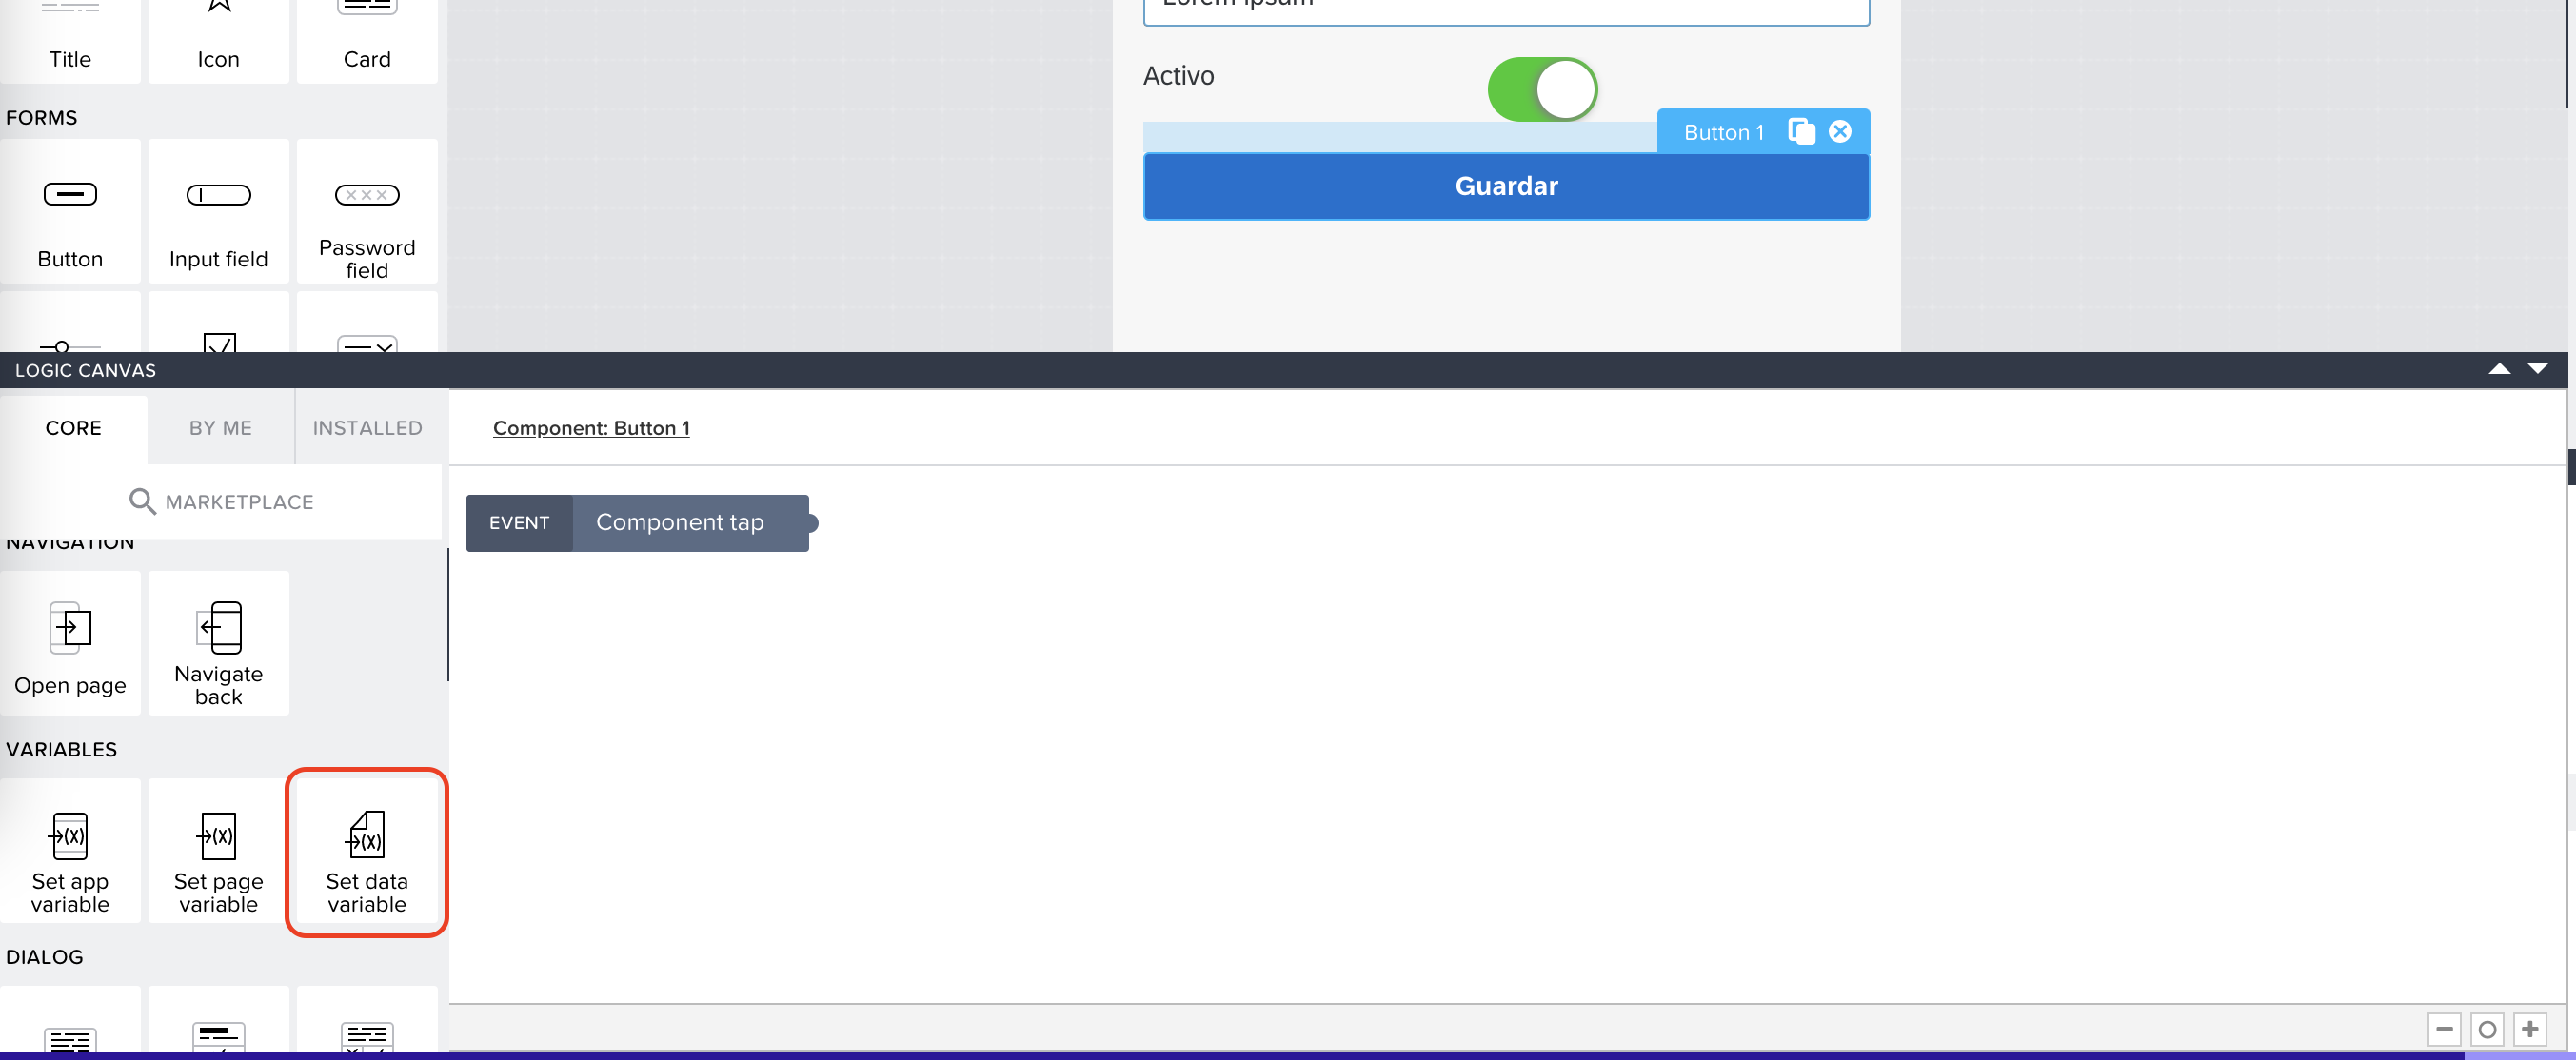 Title
Icon
Card
FORMS
Button
Input field
Password
field
Lorem Ipsum
Activo
Button 1
Guardar
LOGIC CANVAS
CORE
BY ME
INSTALLED
MARKETPLACE
NAVIGATION
Open page
Navigate
back
VARIABLES
Set app
variable
Set page
variable
Set data
variable
DIALOG
Component: Button 1
EVENT
Component tap